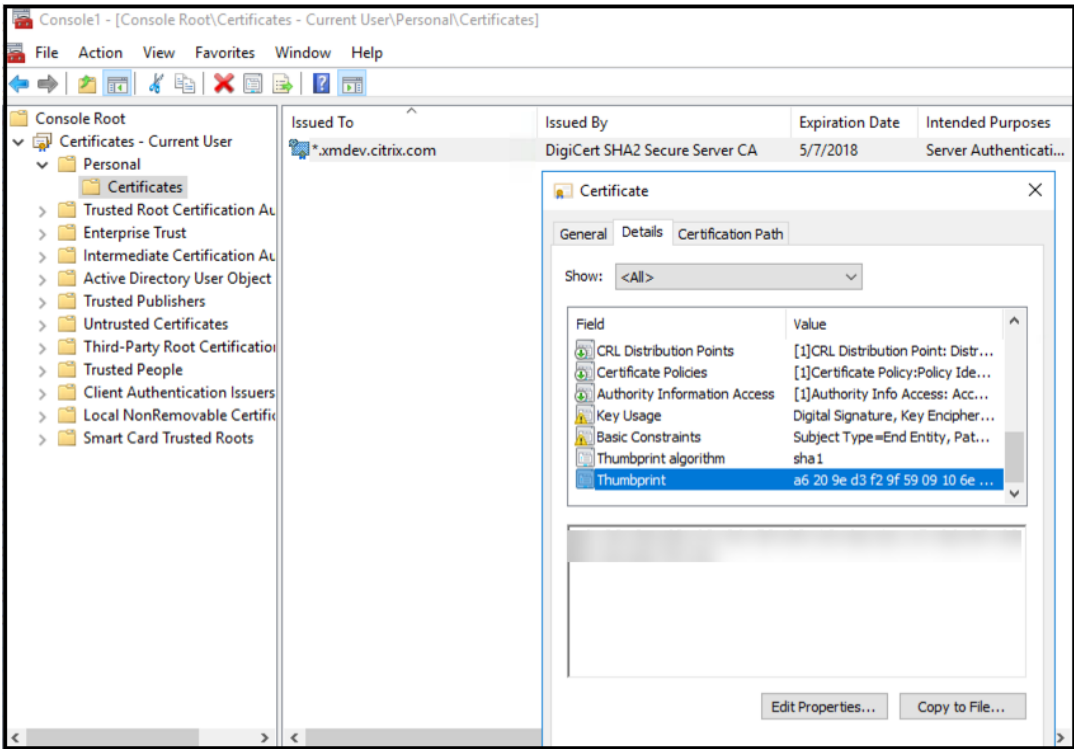 Console1 - [Console Root\Certificates - Current User\Personal\Certificates]
File Action View Favorites Window Help
Console Root
Certificates - Current User
Personal
Certificates
Trusted Root Certification Au
Enterprise Trust
Intermediate Certification Au
Active Directory User Object
Trusted Publishers
Untrusted Certificates
Third-Party Root Certification
Trusted People
Client Authentication Issuers
Local NonRemovable Certific
Smart Card Trusted Roots
Issued To Issued By Expiration Date Intended Purposes
*.xmdev.citrix.com DigiCert SHA2 Secure Server CA 5/7/2018 Server Authenticati...
Certificate
General Details Certification Path
Show: <All>
Field Value
CRL Distribution Points [1]CRL Distribution Point: Distr...
Certificate Policies [1]Certificate Policy:Policy Ide...
Authority Information Access [1]Authority Info Access: Acc...
Key Usage Digital Signature, Key Encipher...
Basic Constraints Subject Type=End Entity, Pat...
Thumbprint algorithm sha1
Thumbprint a6 20 9e d3 f2 9f 59 09 10 6e ...
Edit Properties... Copy to File...